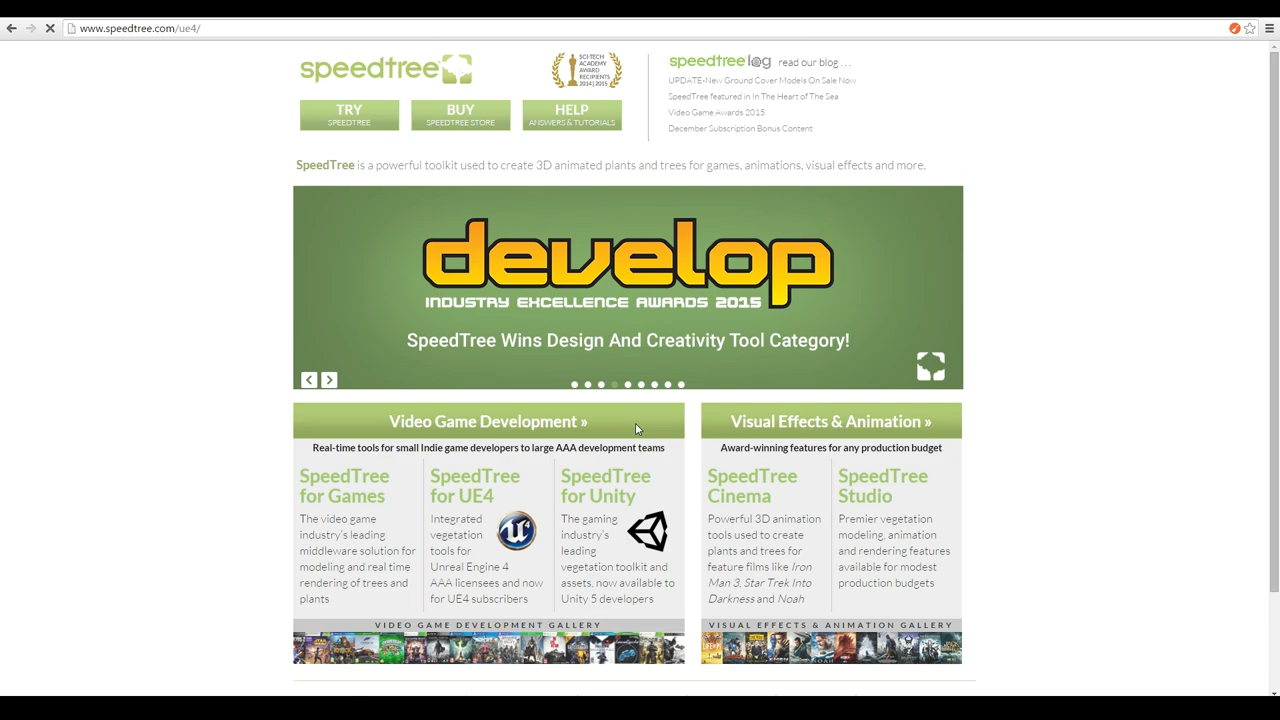 www.speedtree.com/ue4/
speedtree
SCI-TECH
ACADEMY
AWARD
RECIPIENTS
2014 | 2015
speedtree log read our blog . . .
UPDATE-New Ground Cover Models On Sale Now
SpeedTree featured in In The Heart of The Sea
Video Game Awards 2015
December Subscription Bonus Content
TRY
SPEEDTREE
BUY
SPEEDTREE STORE
HELP
ANSWERS & TUTORIALS
SpeedTree is a powerful toolkit used to create 3D animated plants and trees for games, animations, visual effects and more.
develop
INDUSTRY EXCELLENCE AWARDS 2015
SpeedTree Wins Design And Creativity Tool Category!
Video Game Development »
Real-time tools for small Indie game developers to large AAA development teams
SpeedTree
for Games
The video game
industry's leading
middleware solution for
modeling and real time
rendering of trees and
plants
SpeedTree
for UE4
Integrated
vegetation
tools for
Unreal Engine 4
AAA licensees and now
for UE4 subscribers
SpeedTree
for Unity
The gaming
industry's
leading
vegetation toolkit and
assets, now available to
Unity 5 developers
VIDEO GAME DEVELOPMENT GALLERY
Visual Effects & Animation »
Award-winning features for any production budget
SpeedTree
Cinema
Powerful 3D animation
tools used to create
plants and trees for
feature films like Iron
Man 3, Star Trek Into
Darkness and Noah
SpeedTree
Studio
Premier vegetation
modeling, animation
and rendering features
available for modest
production budgets
VISUAL EFFECTS & ANIMATION GALLERY